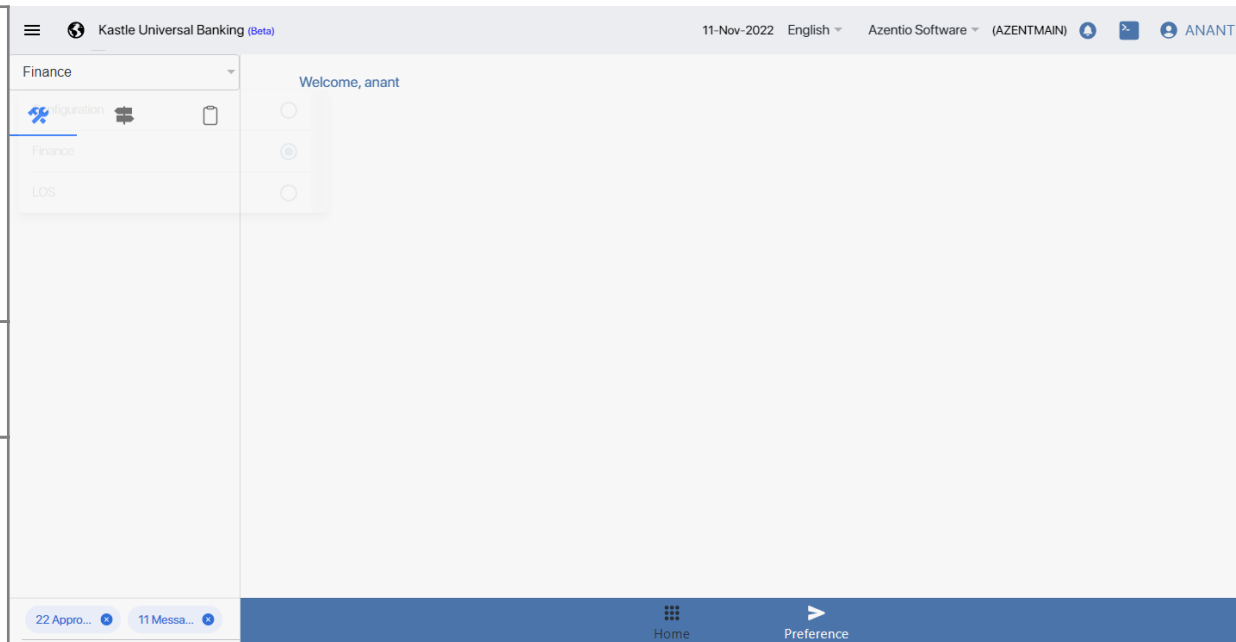 Kastle Universal Banking (Beta)
11-Nov-2022 English Azentio Software (AZENTMAIN) ANANT
Finance
Welcome, anant
Configuration
Finance
LOS
22 Appro... 11 Messa...
Home Preference